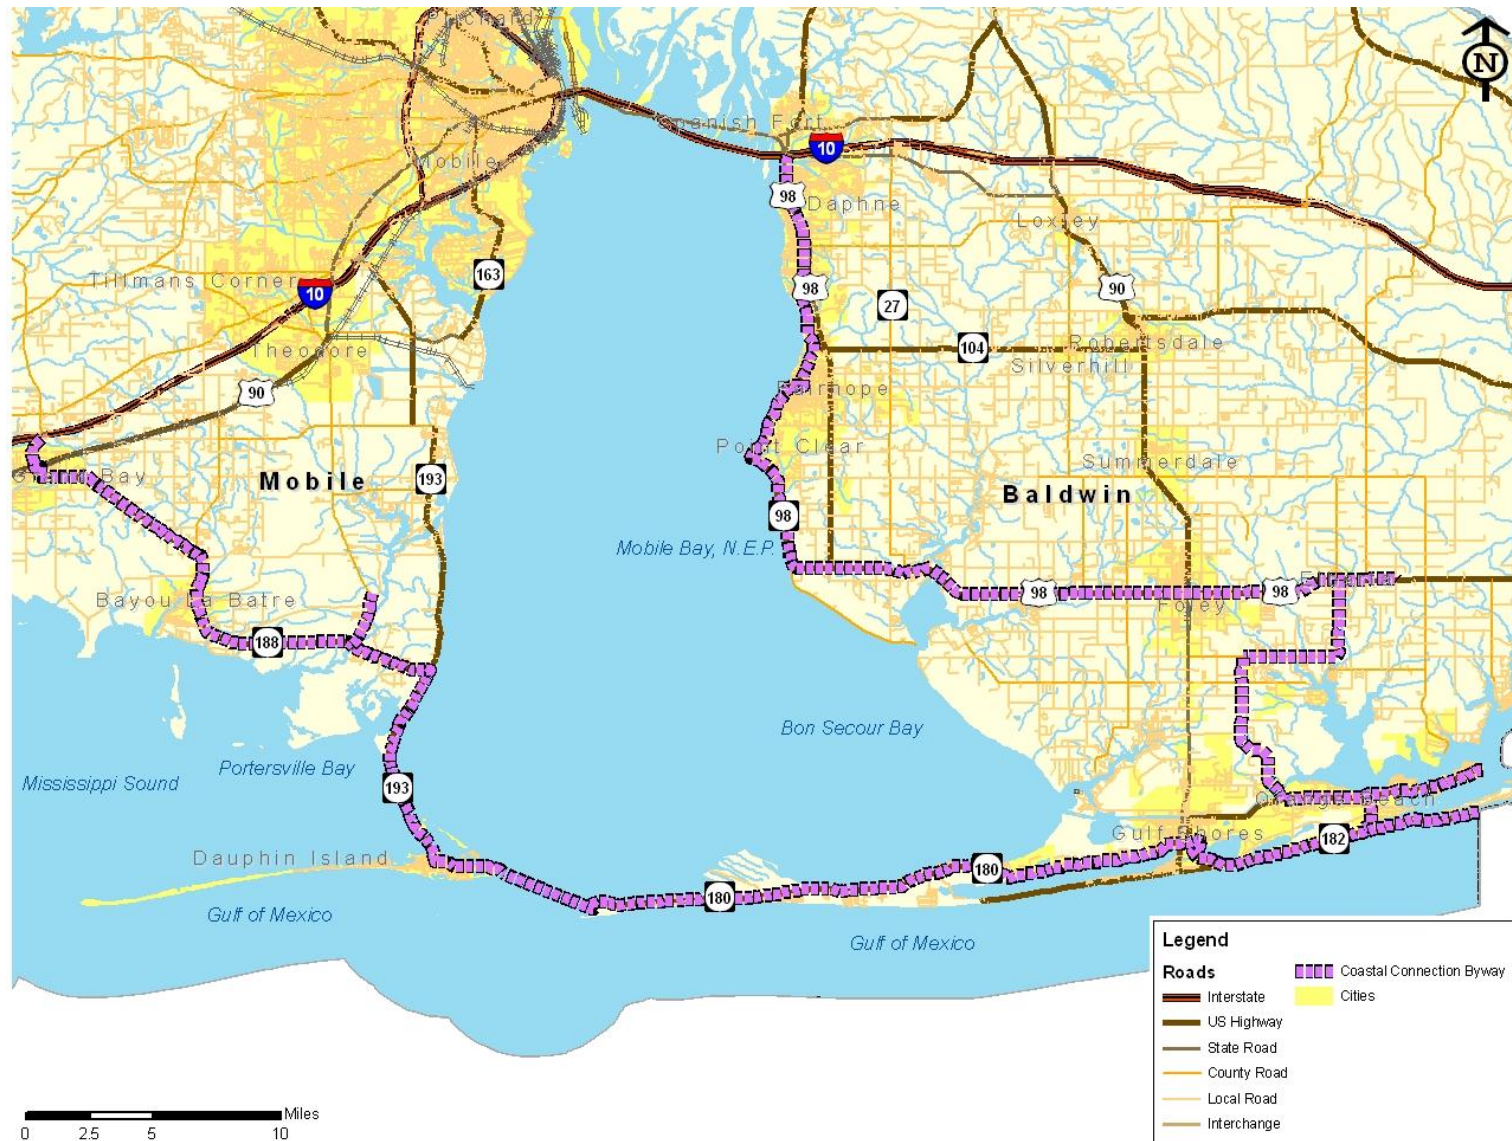 Prichard
N
Spanish Fort
10
Mobile
98
Daphne
Loxley
163
Tillmans Corner
10
98
90
27
Theodore
104
Robertsdale
Silverhill
90
Fairhope
Point Clear
Summerdale
Mobile
193
Baldwin
98
Mobile Bay, N.E.P.
98
98
Foley
Bayou La Batre
188
Bon Secour Bay
Mississippi Sound
Portersville Bay
193
Orange Beach
Gulf Shores
182
Dauphin Island
180
180
Gulf of Mexico
Gulf of Mexico
Legend
Roads
Coastal Connection Byway
Interstate
Cities
US Highway
State Road
County Road
Local Road
Interchange
Miles
0 2.5 5 10